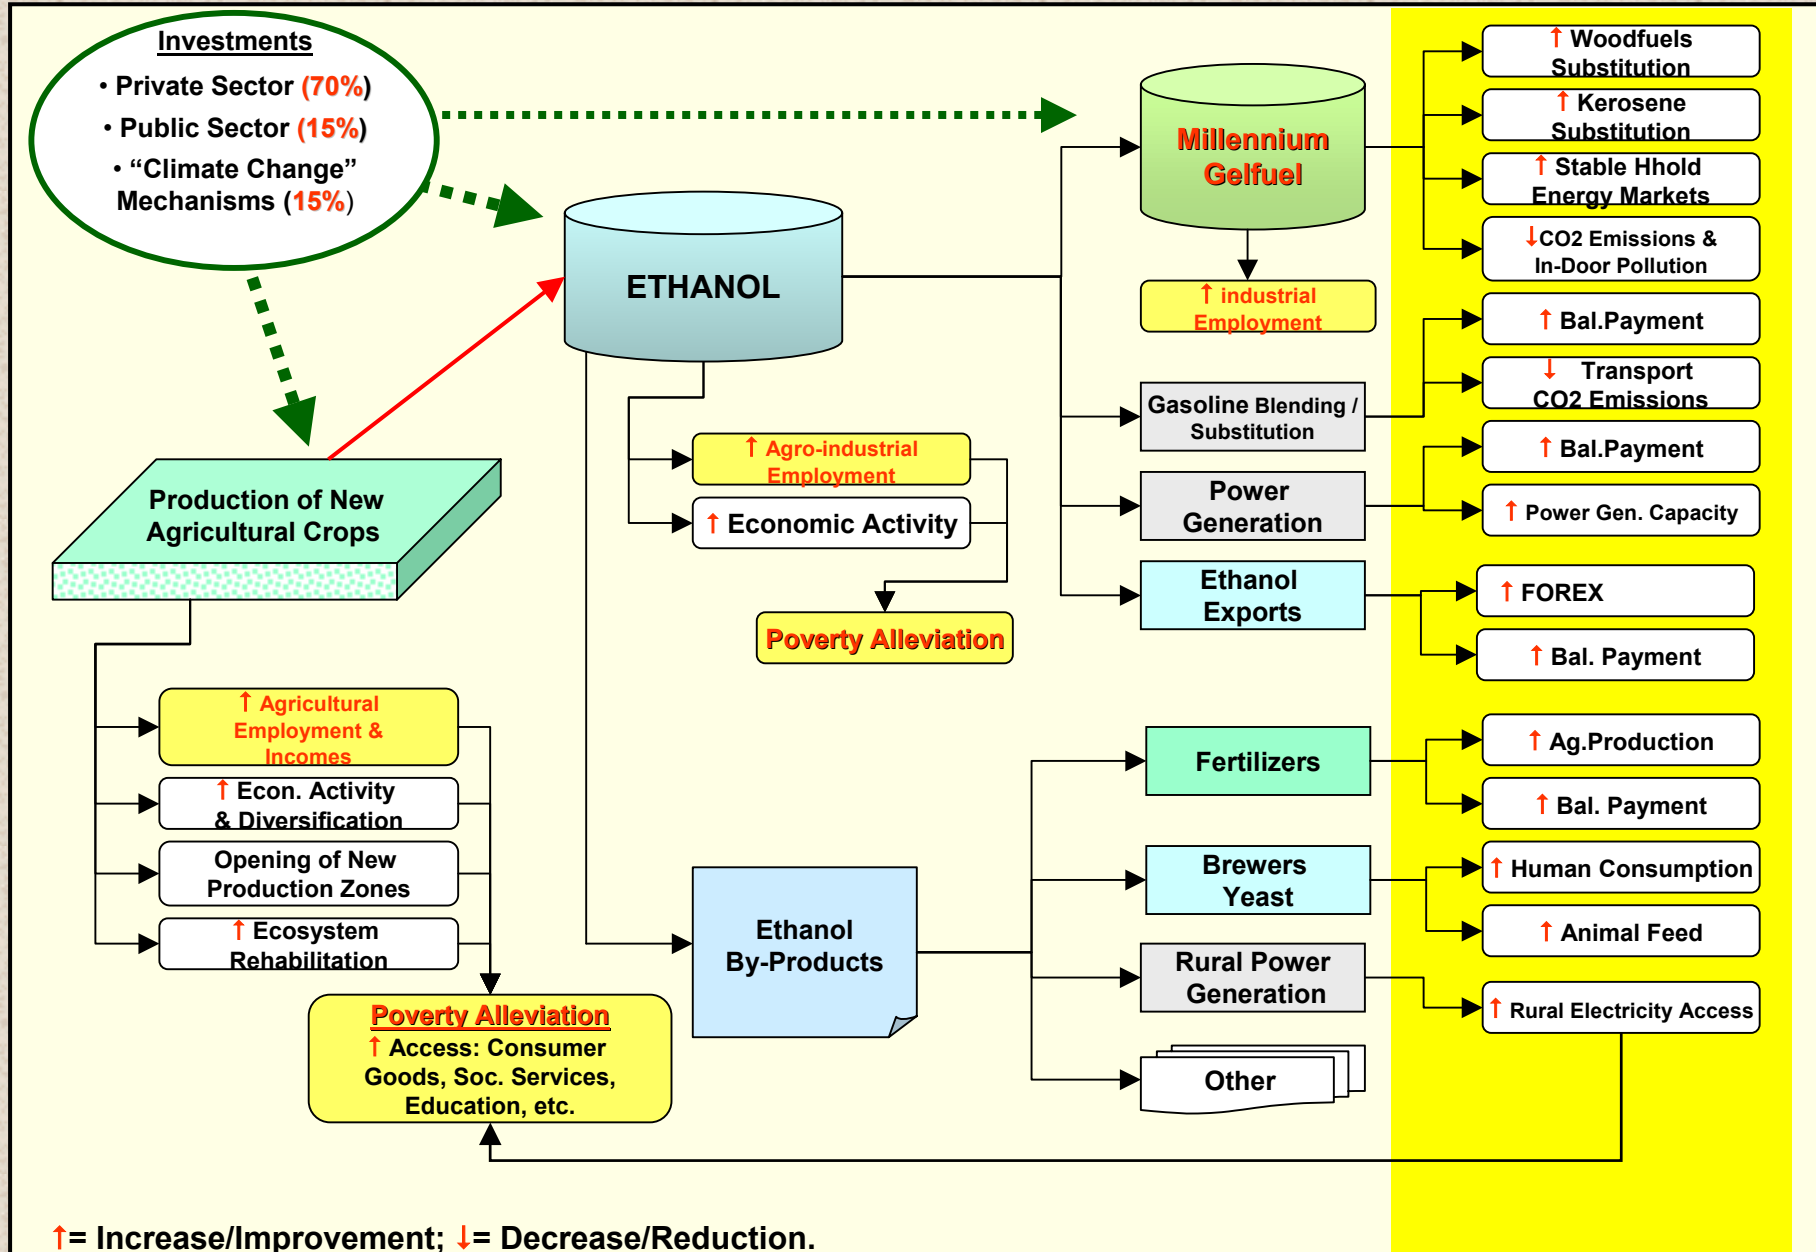 Investments
• Private Sector (70%)
• Public Sector (15%)
• “Climate Change”
Mechanisms (15%)
Production of New
Agricultural Crops
↑ Agricultural
Employment &
Incomes
↑ Econ. Activity
& Diversification
Opening of New
Production Zones
↑ Ecosystem
Rehabilitation
Poverty Alleviation
↑ Access: Consumer
Goods, Soc. Services,
Education, etc.
ETHANOL
↑ Agro-industrial
Employment
↑ Economic Activity
Poverty Alleviation
Ethanol
By-Products
Millennium
Gelfuel
↑ industrial
Employment
Gasoline Blending /
Substitution
Power
Generation
Ethanol
Exports
Fertilizers
Brewers
Yeast
Rural Power
Generation
Other
↑ Woodfuels
Substitution
↑ Kerosene
Substitution
↑ Stable Hhold
Energy Markets
↓CO2 Emissions &
In-Door Pollution
↑ Bal.Payment
↓ Transport
CO2 Emissions
↑ Bal.Payment
↑ Power Gen. Capacity
↑ FOREX
↑ Bal. Payment
↑ Ag.Production
↑ Bal. Payment
↑ Human Consumption
↑ Animal Feed
↑ Rural Electricity Access
↑= Increase/Improvement; ↓= Decrease/Reduction.